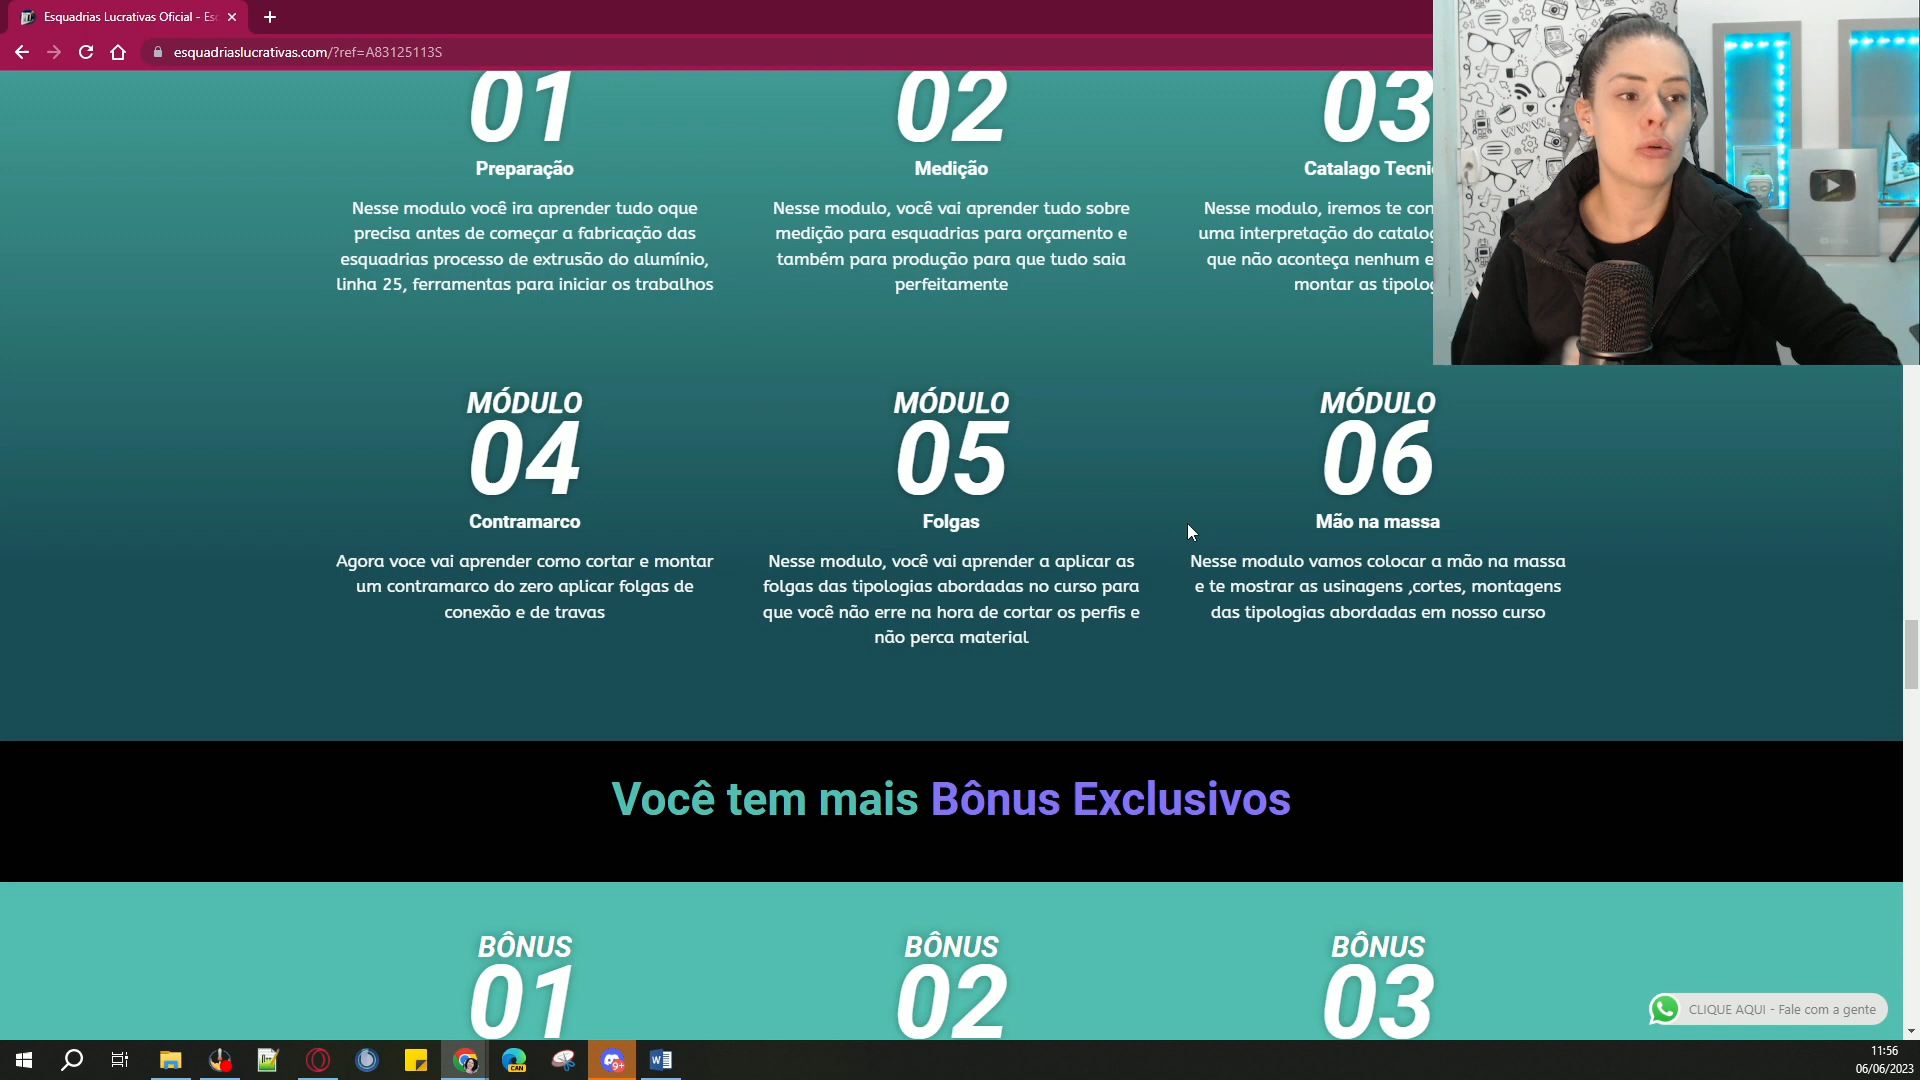 Esquadrias Lucrativas Oficial - Es
esquadriaslucrativas.com/?ref=A83125113S
01
Preparação
Nesse modulo você ira aprender tudo oque
precisa antes de começar a fabricação das
esquadrias processo de extrusão do alumínio,
linha 25, ferramentas para iniciar os trabalhos
02
Medição
Nesse modulo, você vai aprender tudo sobre
medição para esquadrias para orçamento e
também para produção para que tudo saia
perfeitamente
03
Catalago Tecni
Nesse modulo, iremos te con
uma interpretação do catalog
que não aconteça nenhum e
montar as tipolog
MÓDULO
04
Contramarco
Agora voce vai aprender como cortar e montar
um contramarco do zero aplicar folgas de
conexão e de travas
MÓDULO
05
Folgas
Nesse modulo, você vai aprender a aplicar as
folgas das tipologias abordadas no curso para
que você não erre na hora de cortar os perfis e
não perca material
MÓDULO
06
Mão na massa
Nesse modulo vamos colocar a mão na massa
e te mostrar as usinagens ,cortes, montagens
das tipologias abordadas em nosso curso
Você tem mais Bônus Exclusivos
BÔNUS
01
BÔNUS
02
BÔNUS
03
CLIQUE AQUI - Fale com a gente
CAN
9+
11:56
06/06/2023